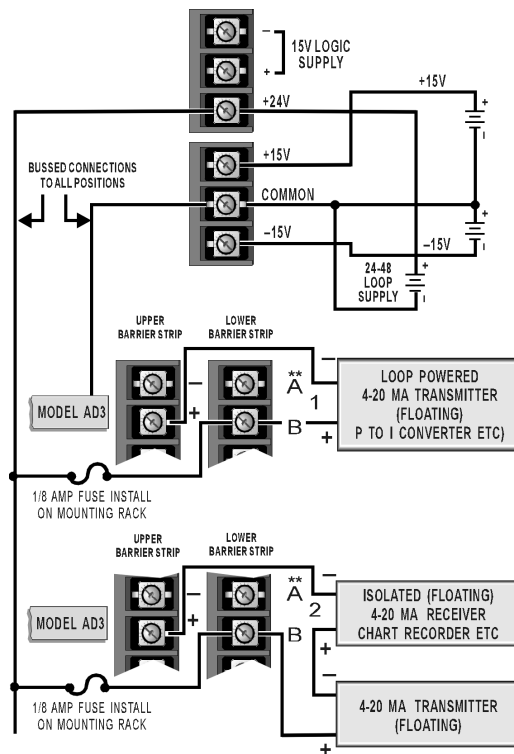 −
15V LOGIC
SUPPLY
+
+24V
+15V
+
−
+15V
BUSSED CONNECTIONS
TO ALL POSITIONS
COMMON
+
−
−15V
−15V
24-48
LOOP
SUPPLY
+
−
UPPER
BARRIER STRIP
LOWER
BARRIER STRIP
−
+
**
A
1
B
−
+
LOOP POWERED
4-20 MA TRANSMITTER
(FLOATING)
P TO I CONVERTER ETC)
MODEL AD3
1/8 AMP FUSE INSTALL
ON MOUNTING RACK
UPPER
BARRIER STRIP
LOWER
BARRIER STRIP
−
+
**
A
2
B
−
+
ISOLATED (FLOATING)
4-20 MA RECEIVER
CHART RECORDER ETC
MODEL AD3
−
+
4-20 MA TRANSMITTER
(FLOATING)
1/8 AMP FUSE INSTALL
ON MOUNTING RACK